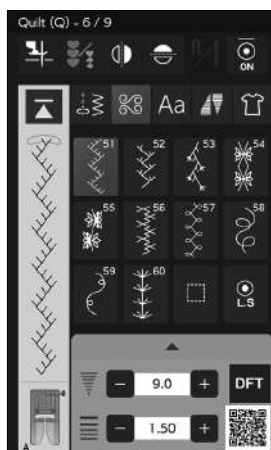 Quilt (Q) - 6 / 9
ON
Aa
51 52 53 54
55 56 57 58
59 60
L.S
- 9.0 + DFT
- 1.50 +
A